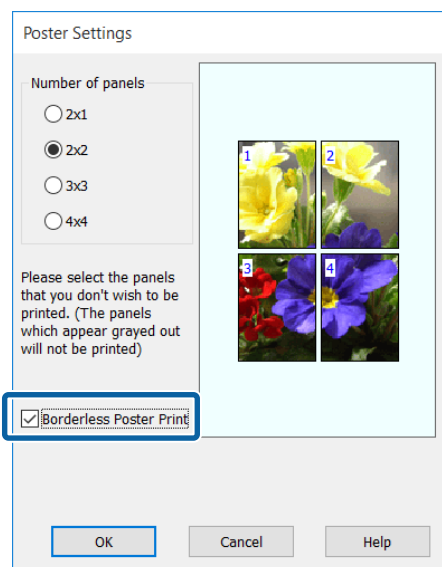 Poster Settings
Number of panels
2x1
2x2
3x3
4x4
1
2
3
4
Please select the panels
that you don't wish to be
printed. (The panels
which appear grayed out
will not be printed)
Borderless Poster Print
OK
Cancel
Help